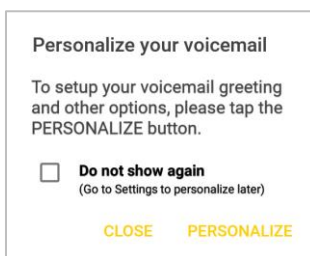 Personalize your voicemail
To setup your voicemail greeting
and other options, please tap the
PERSONALIZE button.
Do not show again
(Go to Settings to personalize later)
CLOSE PERSONALIZE